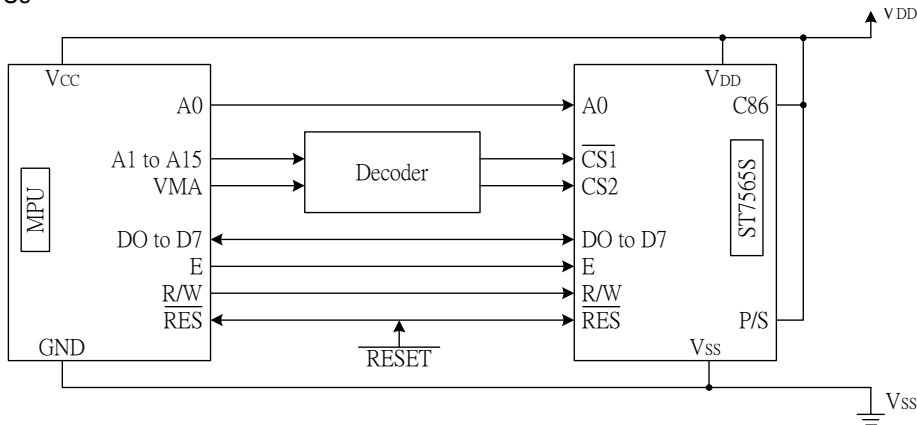 VDD
VCC
VDD
A0
A0
C86
A1 to A15
Decoder
CS1
VMA
CS2
MPU
ST7565S
DO to D7
DO to D7
E
E
R/W
R/W
RES
RES
P/S
RESET
GND
VSS
VSS